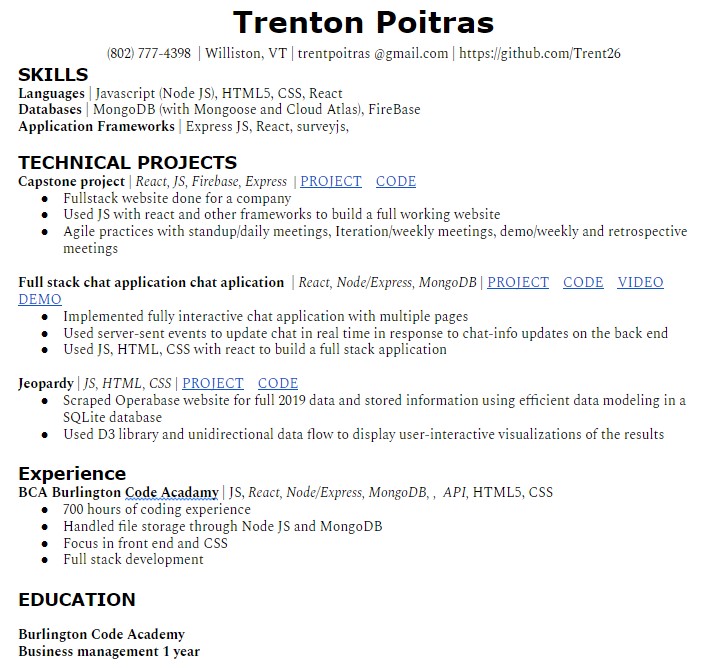 Trenton Poitras
(802) 777-4398 | Williston, VT | trentpoitras @gmail.com | https://github.com/Trent26
SKILLS
Languages | Javascript (Node JS), HTML5, CSS, React
Databases | MongoDB (with Mongoose and Cloud Atlas), FireBase
Application Frameworks | Express JS, React, surveyjs,
TECHNICAL PROJECTS
Capstone project | React, JS, Firebase, Express | PROJECT CODE
● Fullstack website done for a company
● Used JS with react and other frameworks to build a full working website
● Agile practices with standup/daily meetings, Iteration/weekly meetings, demo/weekly and retrospective
meetings
Full stack chat application chat aplication | React, Node/Express, MongoDB | PROJECT CODE VIDEO
DEMO
● Implemented fully interactive chat application with multiple pages
● Used server-sent events to update chat in real time in response to chat-info updates on the back end
● Used JS, HTML, CSS with react to build a full stack application
Jeopardy | JS, HTML, CSS | PROJECT CODE
● Scraped Operabase website for full 2019 data and stored information using efficient data modeling in a
SQLite database
● Used D3 library and unidirectional data flow to display user-interactive visualizations of the results
Experience
BCA Burlington Code Acadamy | JS, React, Node/Express, MongoDB, , API, HTML5, CSS
● 700 hours of coding experience
● Handled file storage through Node JS and MongoDB
● Focus in front end and CSS
● Full stack development
EDUCATION
Burlington Code Academy
Business management 1 year